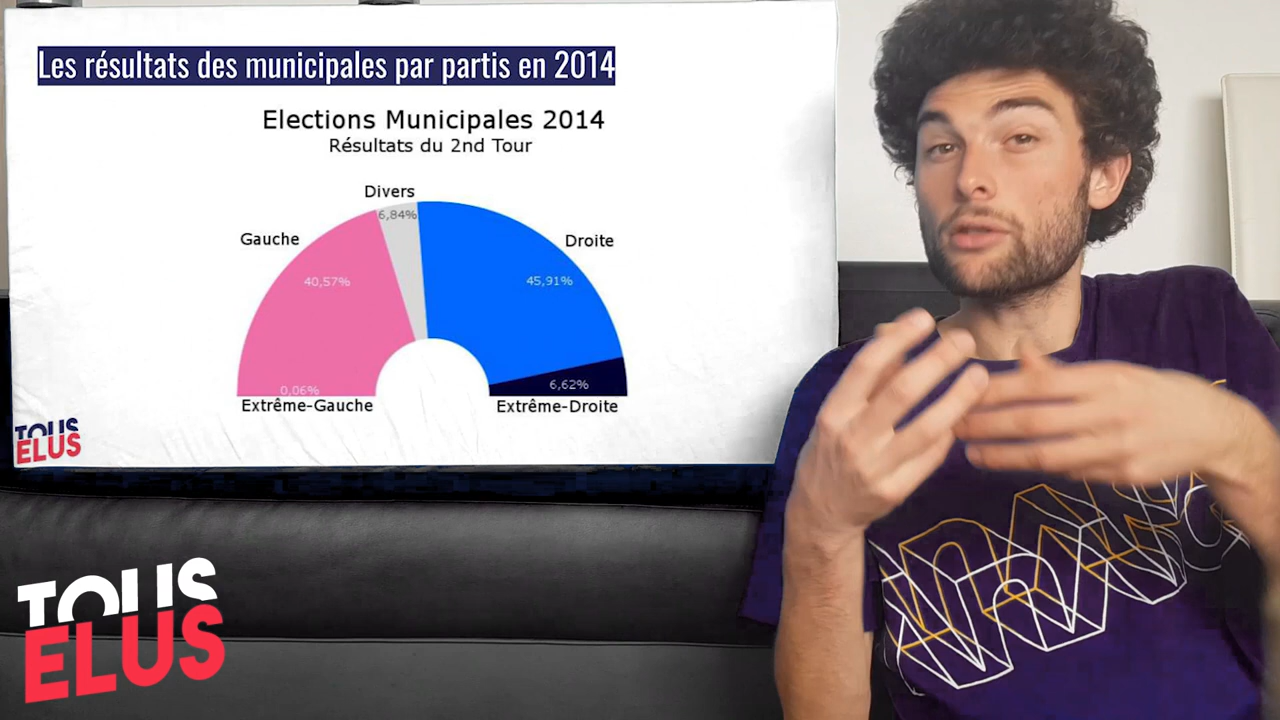 Les résultats des municipales par partis en 2014
Elections Municipales 2014
Résultats du 2nd Tour
Divers
6,84%
Gauche
Droite
40,57%
45,91%
0,06%
6,62%
Extrême-Gauche
Extrême-Droite
TOUS
ELUS
TOUS
ELUS